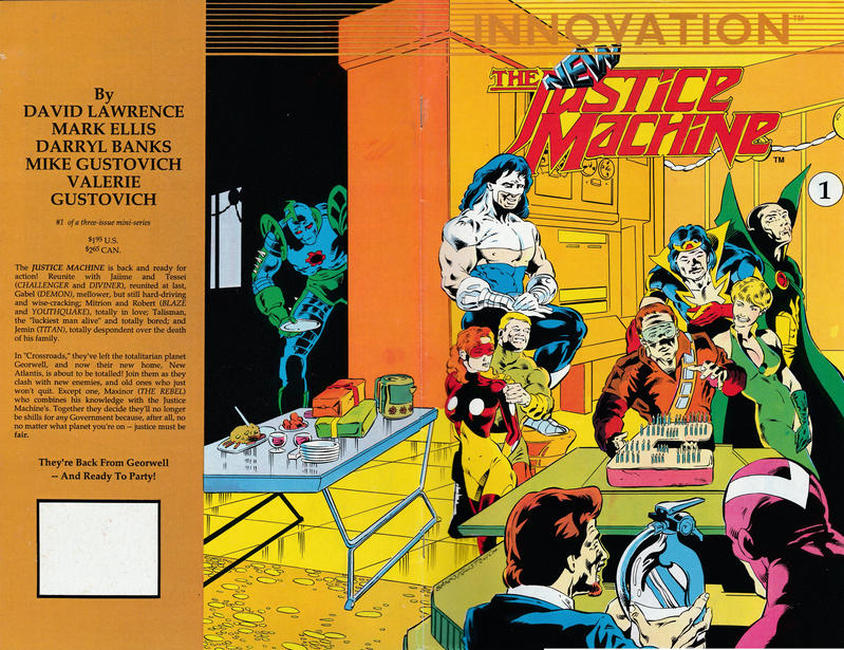 By
DAVID LAWRENCE
MARK ELLIS
DARRYL BANKS
MIKE GUSTOVICH
VALERIE
GUSTOVICH
#1 of a three-issue mini-series
$1.95 U.S.
$2.65 CAN.
The JUSTICE MACHINE is back and ready for
action! Reunite with Jaiime and Tessei
(CHALLENGER and DIVINER), reunited at last,
Gabel (DEMON), mellower, but still hard-driving
and wise-cracking; Mitrion and Robert (BLAZE
and YOUTHQUAKE), totally in love; Talisman,
the "luckiest man alive" and totally bored; and
Jemin (TITAN), totally despondent over the death
of his family.
In "Crossroads," they've left the totalitarian planet
Georwell, and now their new home, New
Atlantis, is about to be totalled! Join them as they
clash with new enemies, and old ones who just
won't quit. Except one, Maxinor (THE REBEL)
who combines his knowledge with the Justice
Machine's. Together they decide they'll no longer
be shills for any Government because, after all, no
matter what planet you're on -- justice must be
fair.
They're Back From Georwell
-- And Ready To Party!
INNOVATION™
THE NEW
JUSTICE
MACHINE™
1